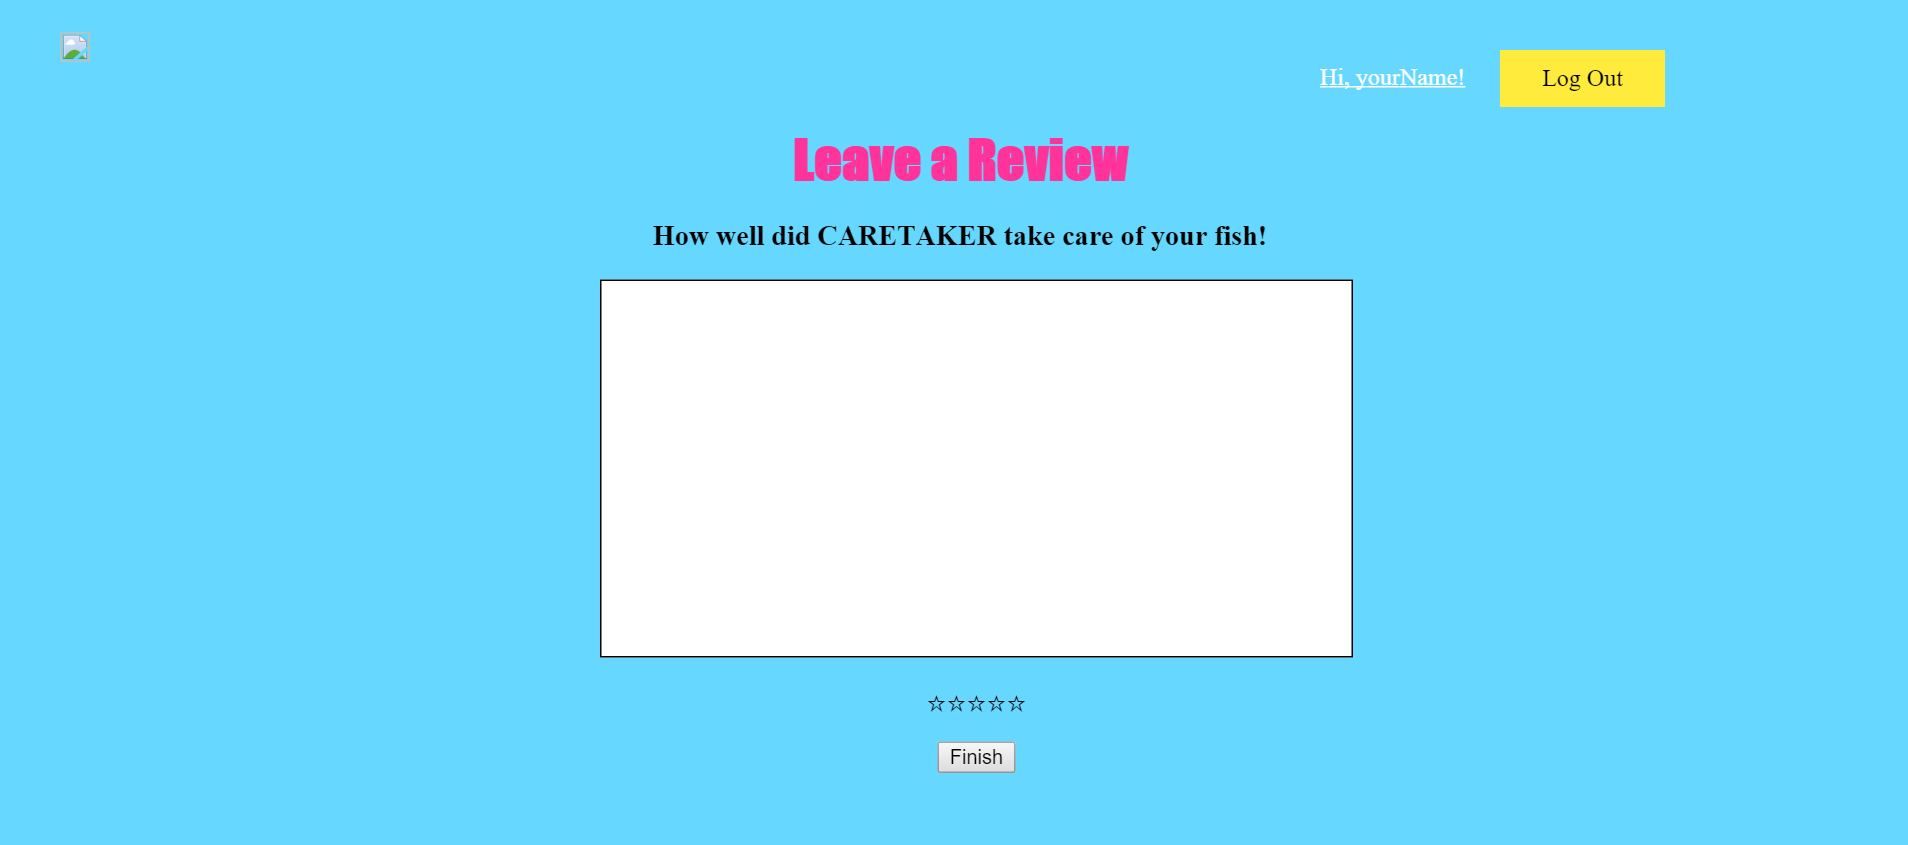 Hi, yourName!
Log Out
Leave a Review
How well did CARETAKER take care of your fish!
☆☆☆☆☆
Finish